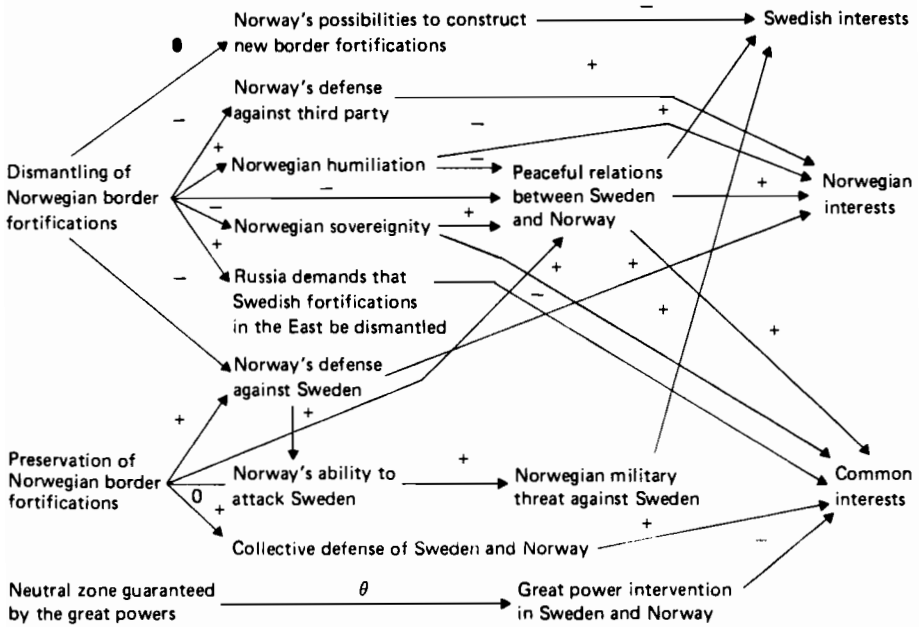 Norway's possibilities to construct
new border fortifications
−
Swedish interests
+
Norway's defense
against third party
−
+
−
+
Dismantling of
Norwegian border
fortifications
Norwegian humiliation
−
−
Peaceful relations
between Sweden
and Norway
+
Norwegian
interests
−
Norwegian sovereignity
+
+
−
Russia demands that
Swedish fortifications
in the East be dismantled
+
+
−
+
+
Norway's defense
against Sweden
+
+
Preservation of
Norwegian border
fortifications
0
+
Norway's ability to
attack Sweden
+
Norwegian military
threat against Sweden
Common
interests
+
−
Collective defense of Sweden and Norway
Neutral zone guaranteed
by the great powers
θ
Great power intervention
in Sweden and Norway